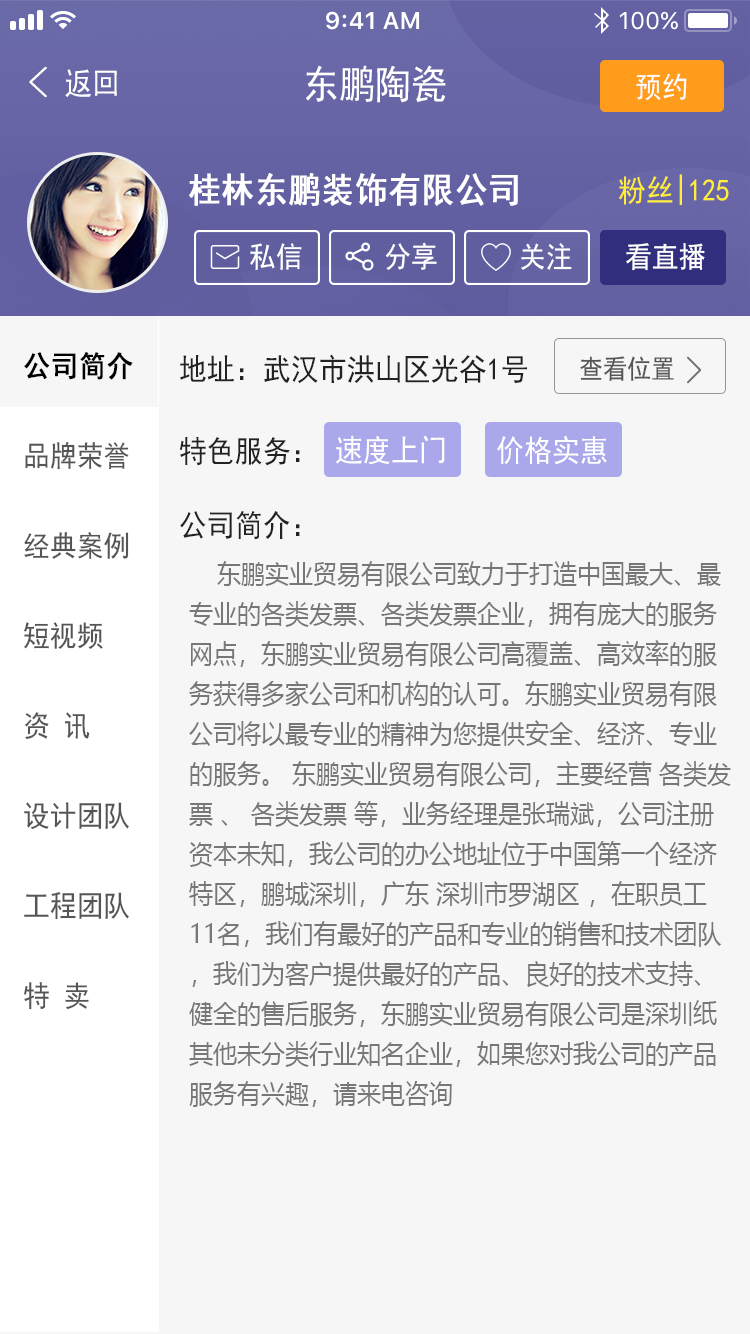 9:41 AM 100%
返回 东鹏陶瓷 预约
桂林东鹏装饰有限公司 粉丝|125
私信 分享 关注 看直播
公司简介
品牌荣誉
经典案例
短视频
资 讯
设计团队
工程团队
特 卖
地址：武汉市洪山区光谷1号 查看位置
特色服务： 速度上门 价格实惠
公司简介：
东鹏实业贸易有限公司致力于打造中国最大、最
专业的各类发票、各类发票企业，拥有庞大的服务
网点，东鹏实业贸易有限公司高覆盖、高效率的服
务获得多家公司和机构的认可。东鹏实业贸易有限
公司将以最专业的精神为您提供安全、经济、专业
的服务。 东鹏实业贸易有限公司，主要经营 各类发
票 、 各类发票 等，业务经理是张瑞斌，公司注册
资本未知，我公司的办公地址位于中国第一个经济
特区，鹏城深圳，广东 深圳市罗湖区 ，在职员工
11名，我们有最好的产品和专业的销售和技术团队
，我们为客户提供最好的产品、良好的技术支持、
健全的售后服务，东鹏实业贸易有限公司是深圳纸
其他未分类行业知名企业，如果您对我公司的产品
服务有兴趣，请来电咨询